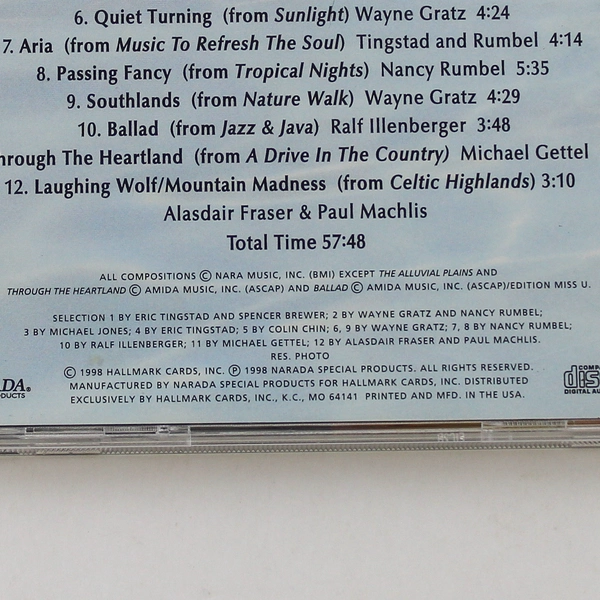 6. Quiet Turning (from Sunlight) Wayne Gratz 4:24
7. Aria (from Music To Refresh The Soul) Tingstad and Rumbel 4:14
8. Passing Fancy (from Tropical Nights) Nancy Rumbel 5:35
9. Southlands (from Nature Walk) Wayne Gratz 4:29
10. Ballad (from Jazz & Java) Ralf Illenberger 3:48
hrough The Heartland (from A Drive In The Country) Michael Gettel
12. Laughing Wolf/Mountain Madness (from Celtic Highlands) 3:10
Alasdair Fraser & Paul Machlis
Total Time 57:48
ALL COMPOSITIONS © NARA MUSIC, INC. (BMI) EXCEPT THE ALLUVIAL PLAINS AND
THROUGH THE HEARTLAND © AMIDA MUSIC, INC. (ASCAP) AND BALLAD © AMIDA MUSIC, INC. (ASCAP)/EDITION MISS U.
SELECTION 1 BY ERIC TINGSTAD AND SPENCER BREWER; 2 BY WAYNE GRATZ AND NANCY RUMBEL;
3 BY MICHAEL JONES; 4 BY ERIC TINGSTAD; 5 BY COLIN CHIN; 6, 9 BY WAYNE GRATZ; 7, 8 BY NANCY RUMBEL;
10 BY RALF ILLENBERGER; 11 BY MICHAEL GETTEL; 12 BY ALASDAIR FRASER AND PAUL MACHLIS.
RES. PHOTO
© 1998 HALLMARK CARDS, INC. ℗ 1998 NARADA SPECIAL PRODUCTS. ALL RIGHTS RESERVED.
MANUFACTURED BY NARADA SPECIAL PRODUCTS FOR HALLMARK CARDS, INC. DISTRIBUTED
EXCLUSIVELY BY HALLMARK CARDS, INC., K.C., MO 64141 PRINTED AND MFD. IN THE USA.
DA®
DUCTS
COMP
dis
DIGITAL AU